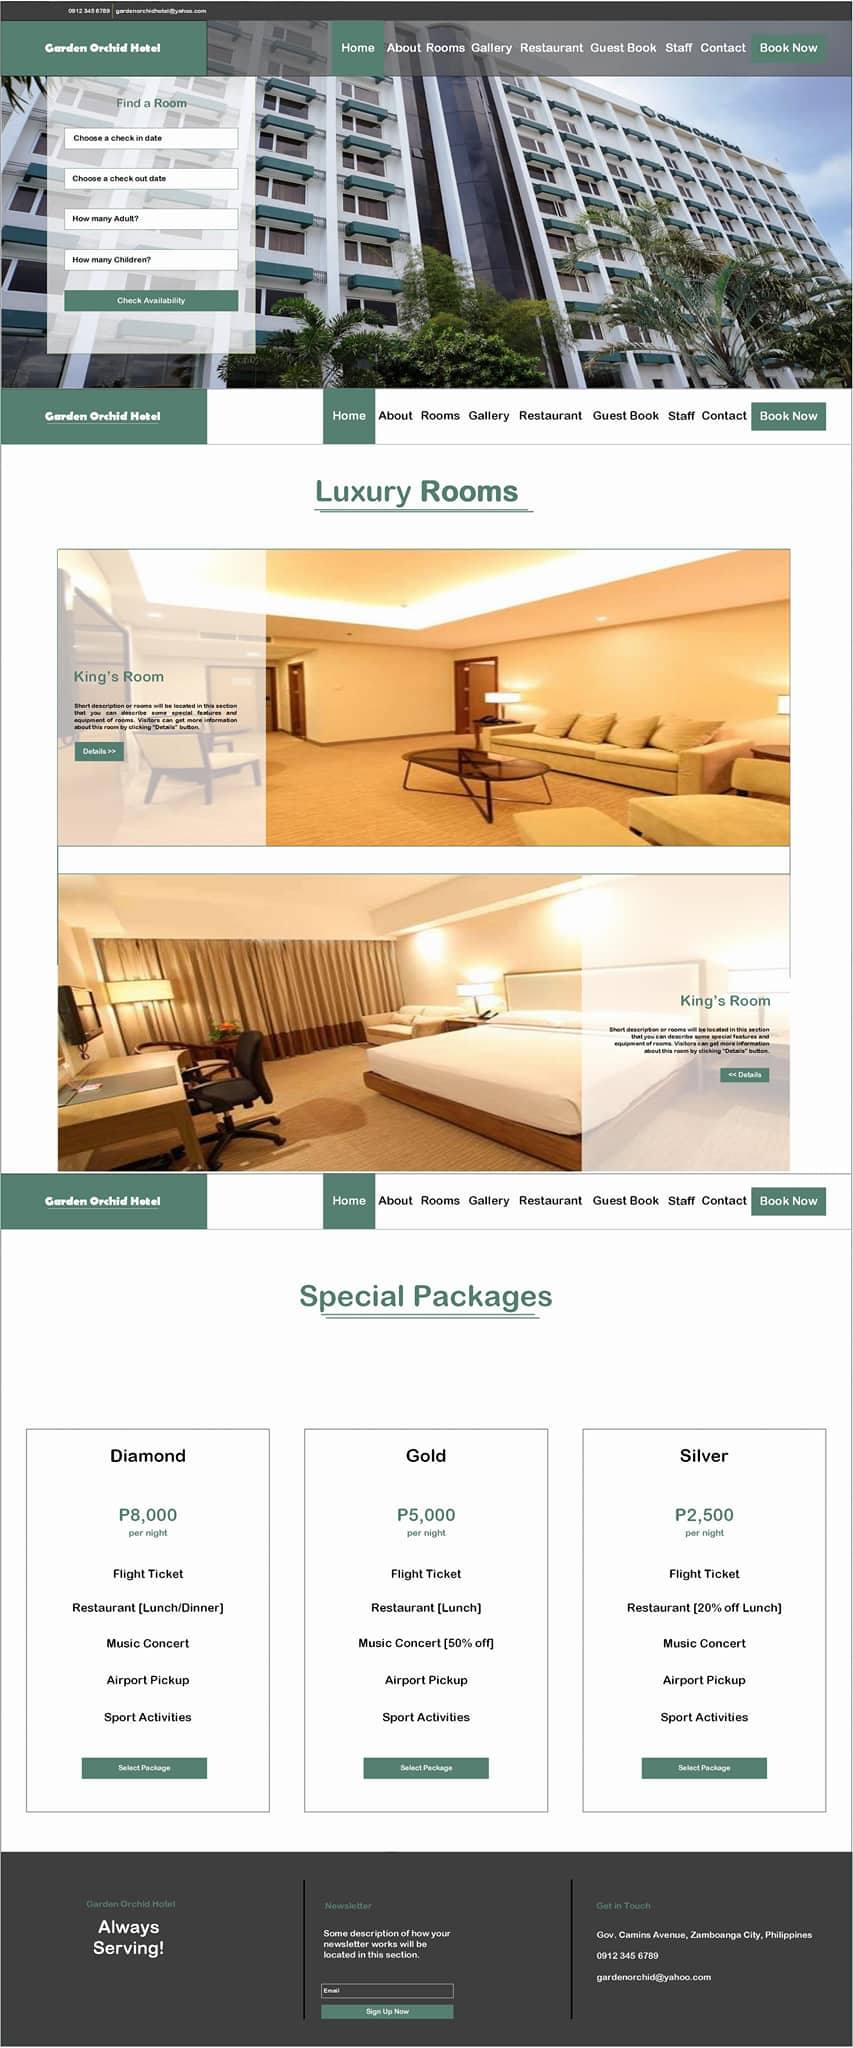 0912 345 6789 gardenorchidhotel@yahoo.com
Garden Orchid Hotel
Home About Rooms Gallery Restaurant Guest Book Staff Contact Book Now
Garden Orchid Hotel
Find a Room
Choose a check in date
Choose a check out date
How many Adult?
How many Children?
Check Availability
Garden Orchid Hotel
Home About Rooms Gallery Restaurant Guest Book Staff Contact Book Now
Luxury Rooms
King's Room
Short description or rooms will be located in this section
that you can describe some special features and
equipment of rooms. Visitors can get more information
about this room by clicking "Details" button.
Details >>
King's Room
Short description or rooms will be located in this section
that you can describe some special features and
equipment of rooms. Visitors can get more information
about this room by clicking "Details" button.
<< Details
Garden Orchid Hotel
Home About Rooms Gallery Restaurant Guest Book Staff Contact Book Now
Special Packages
Diamond
P8,000
per night
Flight Ticket
Restaurant [Lunch/Dinner]
Music Concert
Airport Pickup
Sport Activities
Select Package
Gold
P5,000
per night
Flight Ticket
Restaurant [Lunch]
Music Concert [50% off]
Airport Pickup
Sport Activities
Select Package
Silver
P2,500
per night
Flight Ticket
Restaurant [20% off Lunch]
Music Concert
Airport Pickup
Sport Activities
Select Package
Garden Orchid Hotel
Always
Serving!
Newsletter
Some description of how your
newsletter works will be
located in this section.
Email
Sign Up Now
Get in Touch
Gov. Camins Avenue, Zamboanga City, Philippines
0912 345 6789
gardenorchid@yahoo.com